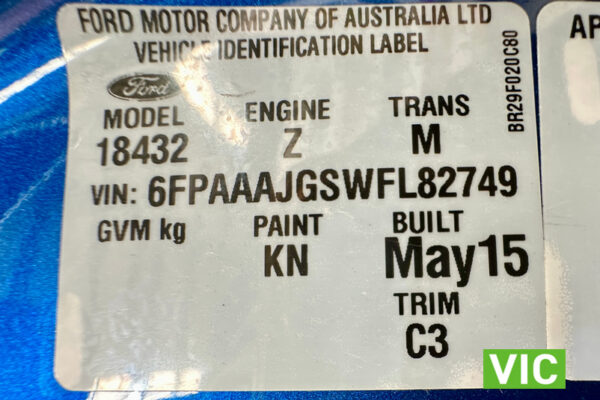 FORD MOTOR COMPANY OF AUSTRALIA LTD
VEHICLE IDENTIFICATION LABEL
Ford
MODEL ENGINE TRANS
18432 Z M
VIN: 6FPAAAJGSWFL82749
GVM kg PAINT BUILT
KN May15
TRIM
C3
BR29F020C80
AP
VIC